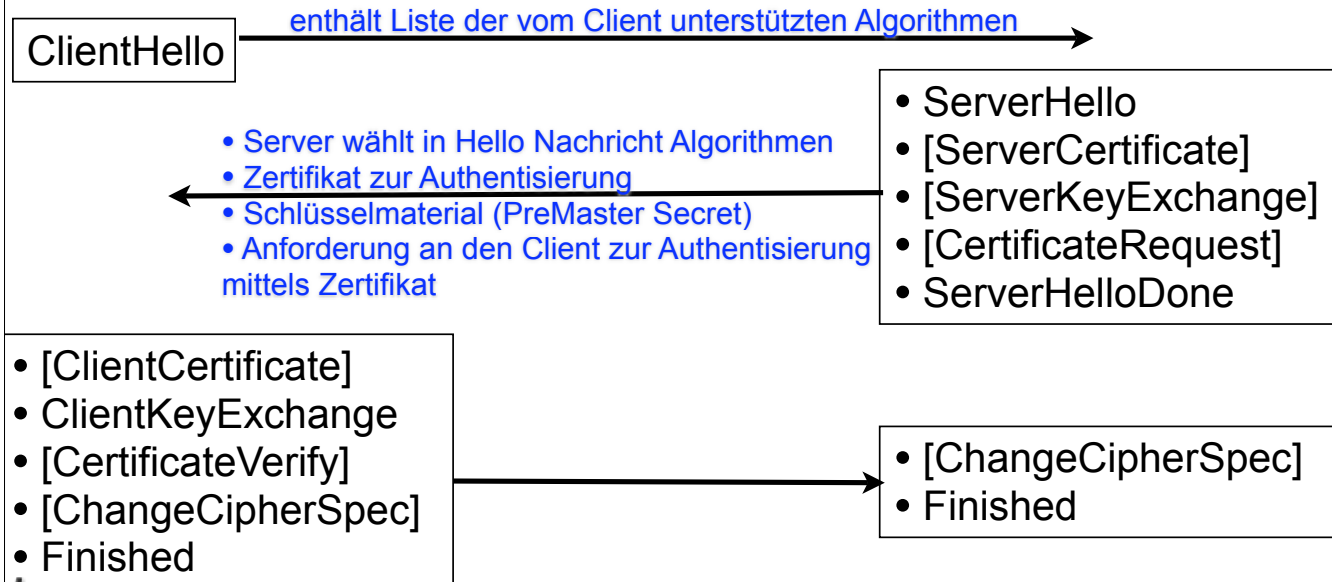 enthält Liste der vom Client unterstützten Algorithmen
ClientHello
• ServerHello
• [ServerCertificate]
• [ServerKeyExchange]
• [CertificateRequest]
• ServerHelloDone
• Server wählt in Hello Nachricht Algorithmen
• Zertifikat zur Authentisierung
• Schlüsselmaterial (PreMaster Secret)
• Anforderung an den Client zur Authentisierung
mittels Zertifikat
• [ClientCertificate]
• ClientKeyExchange
• [CertificateVerify]
• [ChangeCipherSpec]
• Finished
• [ChangeCipherSpec]
• Finished